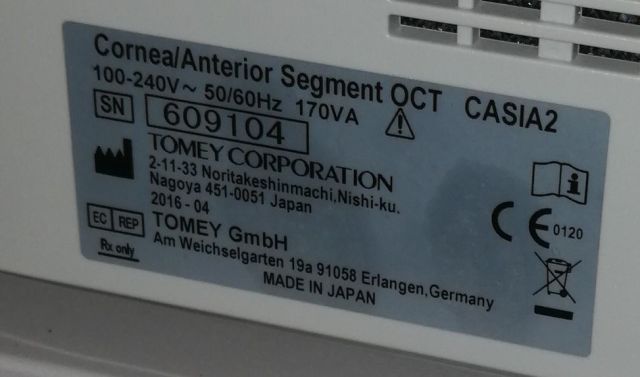 Cornea/Anterior Segment OCT CASIA2
100-240V~ 50/60Hz 170VA
SN 609104
TOMEY CORPORATION
2-11-33 Noritakeshinmachi,Nishi-ku.
Nagoya 451-0051 Japan
2016-04
EC REP TOMEY GmbH
Am Weichselgarten 19a 91058 Erlangen,Germany
Rx only
MADE IN JAPAN
CE 0120